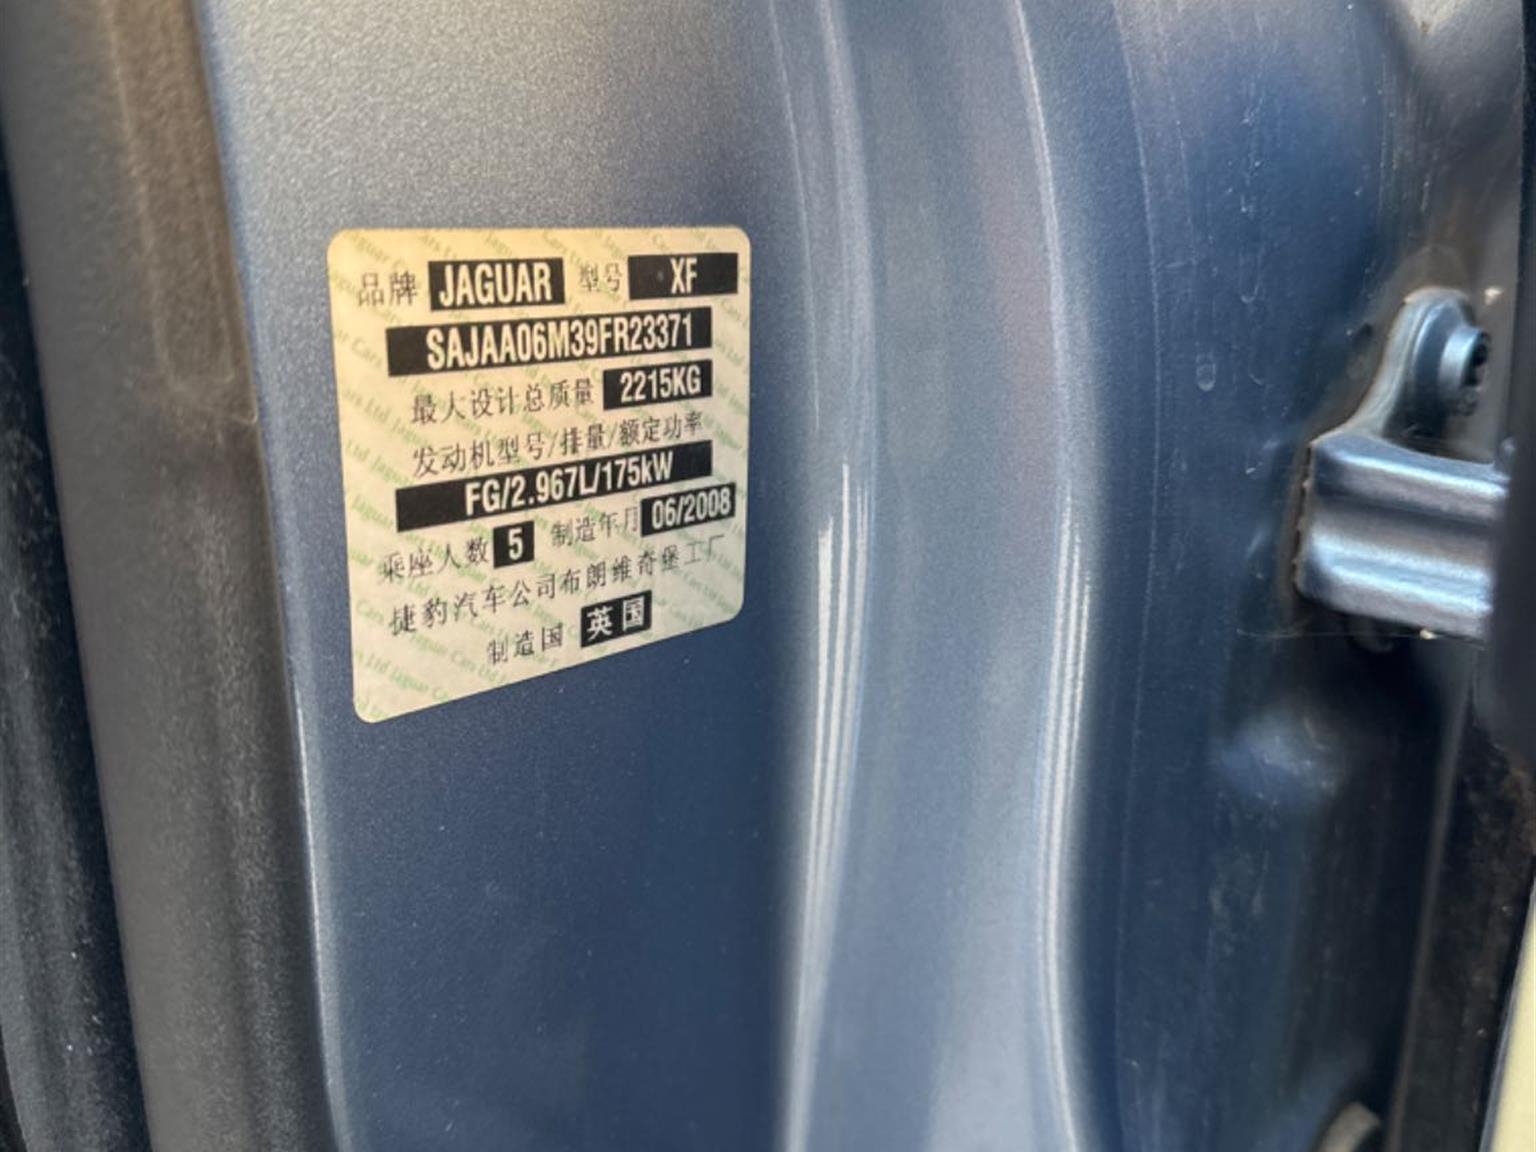 品牌 JAGUAR 型号 XF
SAJAA06M39FR23371
最大设计总质量 2215KG
发动机型号/排量/额定功率
FG/2.967L/175kW
乘座人数 5 制造年月 06/2008
捷豹汽车公司布朗维奇堡工厂
制造国 英国